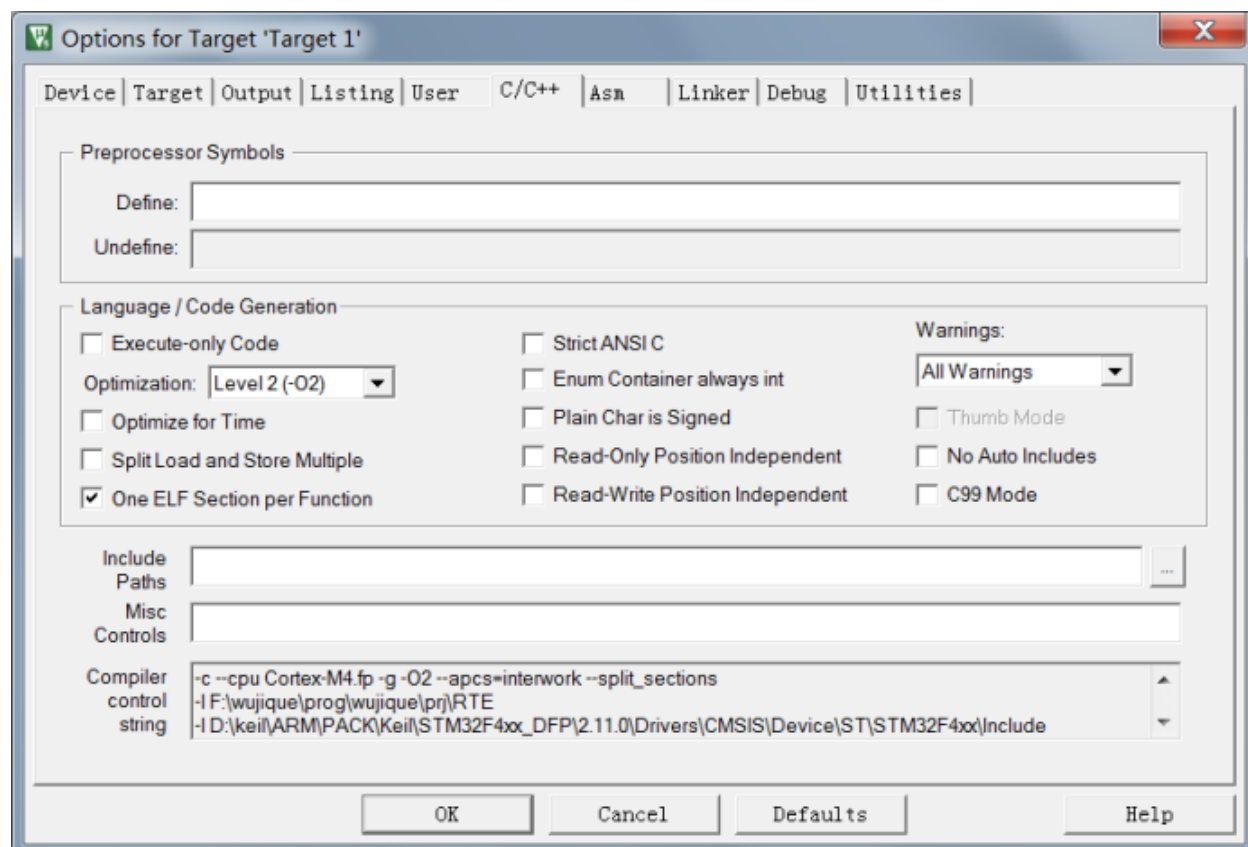 Options for Target 'Target 1'
Device Target Output Listing User C/C++ Asm Linker Debug Utilities
Preprocessor Symbols
Define:
Undefine:
Language / Code Generation
Execute-only Code
Strict ANSI C
Warnings:
Optimization: Level 2 (-O2)
Enum Container always int
All Warnings
Optimize for Time
Plain Char is Signed
Thumb Mode
Split Load and Store Multiple
Read-Only Position Independent
No Auto Includes
One ELF Section per Function
Read-Write Position Independent
C99 Mode
Include
Paths
...
Misc
Controls
Compiler
control
string
-c --cpu Cortex-M4.fp -g -O2 --apcs=interwork --split_sections
-I F:\wujique\prog\wujique\prj\RTE
-I D:\keil\ARM\PACK\Keil\STM32F4xx_DFP\2.11.0\Drivers\CMSIS\Device\ST\STM32F4xx\Include
OK Cancel Defaults Help